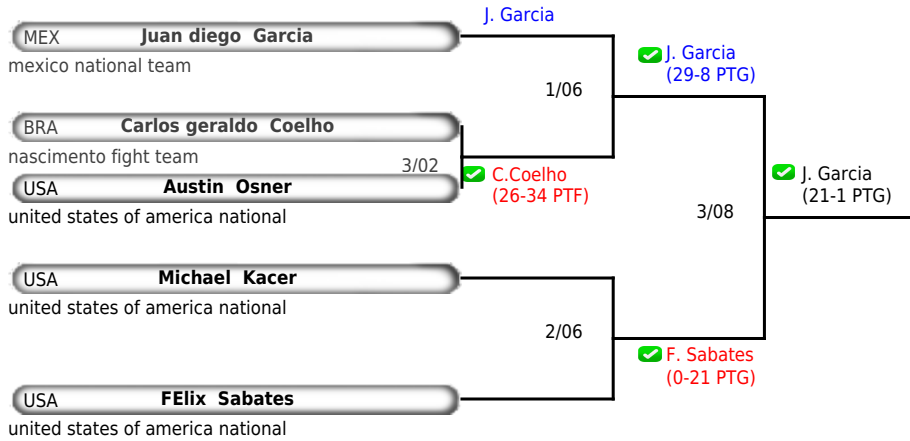 J. Garcia
MEX Juan diego Garcia
mexico national team
J. Garcia
(29-8 PTG)
1/06
BRA Carlos geraldo Coelho
nascimento fight team
3/02
C.Coelho
(26-34 PTF)
USA Austin Osner
united states of america national
J. Garcia
(21-1 PTG)
3/08
USA Michael Kacer
united states of america national
2/06
F. Sabates
(0-21 PTG)
USA FElix Sabates
united states of america national